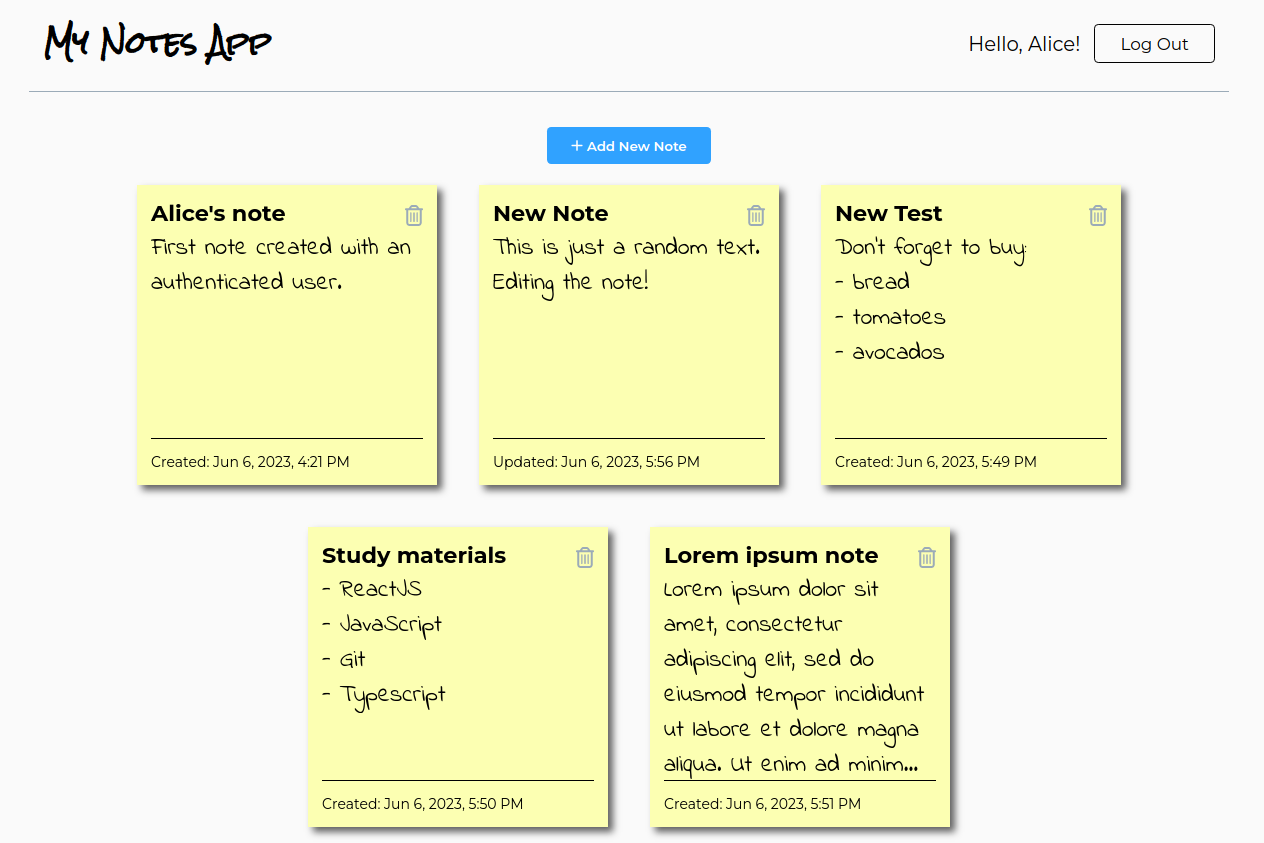 My Notes App
Hello, Alice!
Log Out
+ Add New Note
Alice's note
First note created with an
authenticated user.
Created: Jun 6, 2023, 4:21 PM
New Note
This is just a random text.
Editing the note!
Updated: Jun 6, 2023, 5:56 PM
New Test
Don't forget to buy:
- bread
- tomatoes
- avocados
Created: Jun 6, 2023, 5:49 PM
Study materials
- ReactJS
- JavaScript
- Git
- Typescript
Created: Jun 6, 2023, 5:50 PM
Lorem ipsum note
Lorem ipsum dolor sit
amet, consectetur
adipiscing elit, sed do
eiusmod tempor incididunt
ut labore et dolore magna
aliqua. Ut enim ad minim...
Created: Jun 6, 2023, 5:51 PM